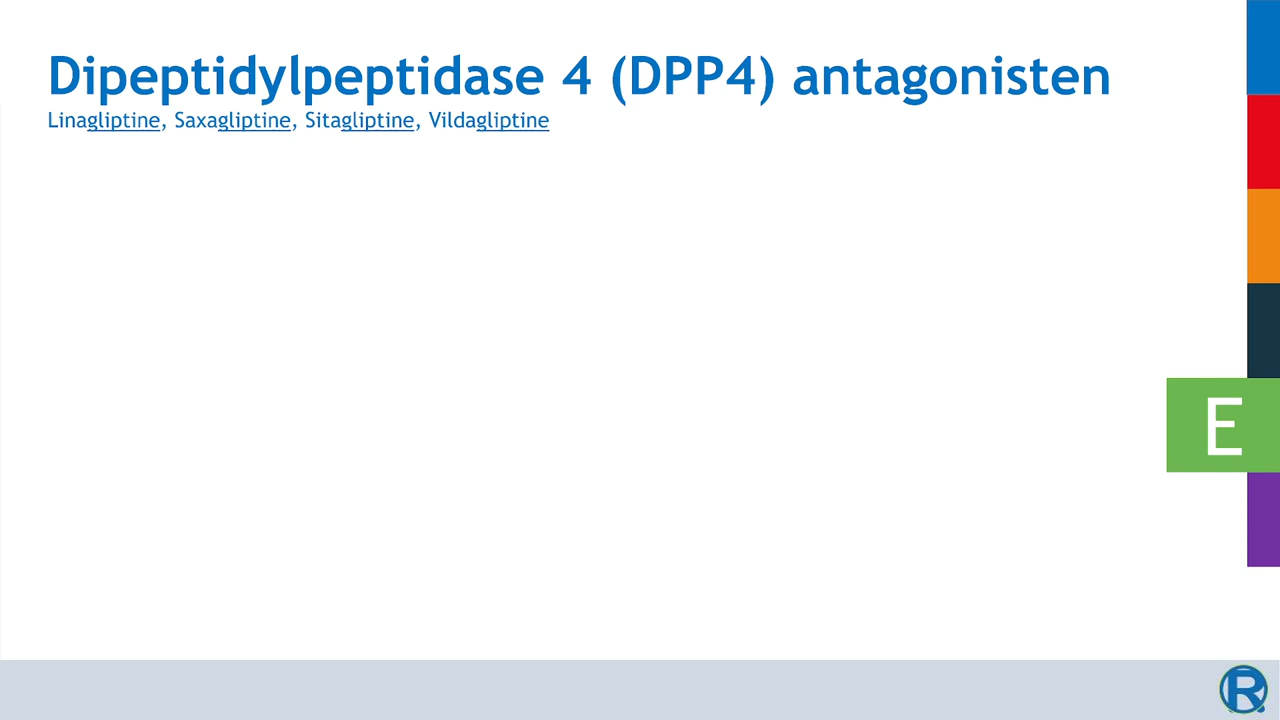 Dipeptidylpeptidase 4 (DPP4) antagonisten
Linagliptine, Saxagliptine, Sitagliptine, Vildagliptine
E
R